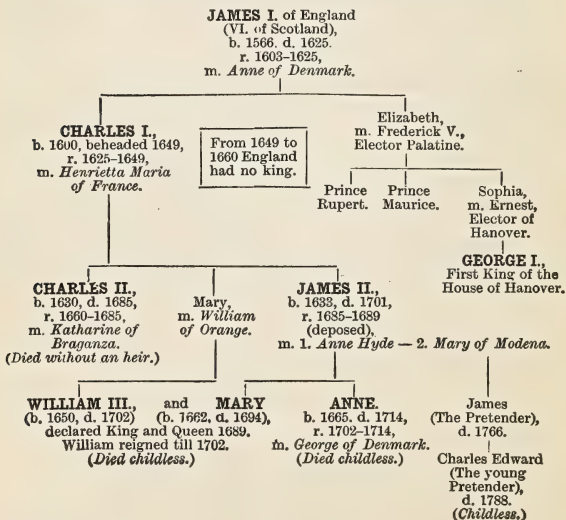 JAMES I. of England
(VI. of Scotland),
b. 1566. d. 1625.
r. 1603–1625,
m. Anne of Denmark.
CHARLES I.,
b. 1600, beheaded 1649,
r. 1625-1649,
m. Henrietta Maria
of France.
From 1649 to
1660 England
had no king.
Elizabeth,
m. Frederick V.,
Elector Palatine.
Prince
Rupert.
Prince
Maurice.
Sophia,
m. Ernest,
Elector of
Hanover.
GEORGE I.,
First King of the
House of Hanover.
CHARLES II.,
b. 1630, d. 1685,
r. 1660-1685,
m. Katharine of
Braganza.
(Died without an heir.)
Mary,
m. William
of Orange.
JAMES II.,
b. 1633, d. 1701,
r. 1685-1689
(deposed),
m. 1. Anne Hyde — 2. Mary of Modena.
WILLIAM III., and MARY
(b. 1650, d. 1702) (b. 1662, d. 1694),
declared King and Queen 1689.
William reigned till 1702.
(Died childless.)
ANNE.
b. 1665. d. 1714,
r. 1702-1714,
m. George of Denmark.
(Died childless.)
James
(The Pretender),
d. 1766.
Charles Edward
(The young
Pretender),
d. 1788.
(Childless.)